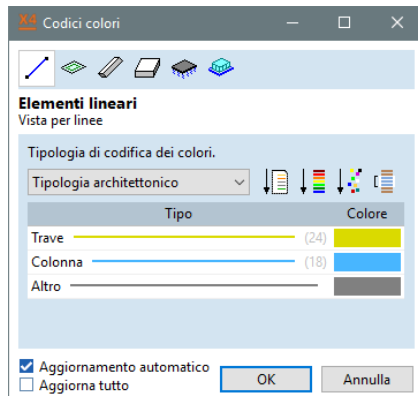 X4 Codici colori
Elementi lineari
Vista per linee
Tipologia di codifica dei colori.
Tipologia architettonico
Tipo Colore
Trave (24)
Colonna (18)
Altro
Aggiornamento automatico
Aggiorna tutto
OK Annulla